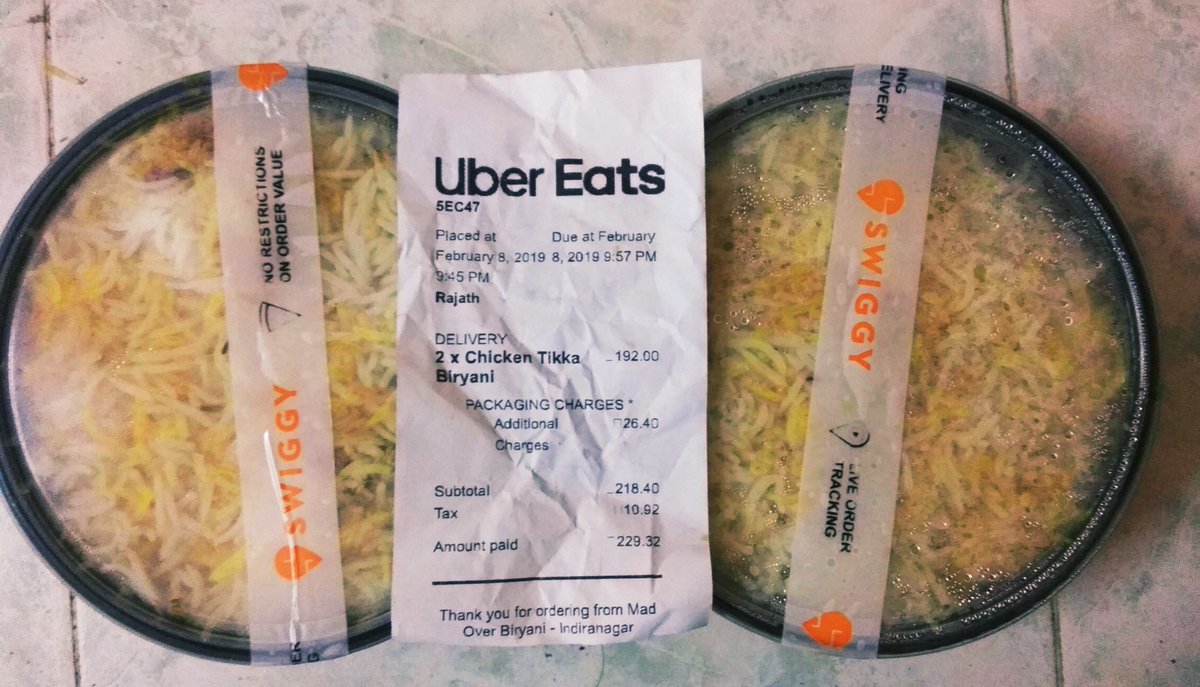 NO RESTRICTIONS
ON ORDER VALUE
SWIGGY
Uber Eats
5EC47
Placed at Due at February
February 8, 2019 8, 2019 9:57 PM
9:45 PM
Rajath
DELIVERY
2 x Chicken Tikka 192.00
Biryani
PACKAGING CHARGES *
Additional 26.40
Charges
Subtotal 218.40
Tax 10.92
Amount paid 229.32
Thank you for ordering from Mad
Over Biryani - Indiranagar
SWIGGY
LIVE ORDER
TRACKING